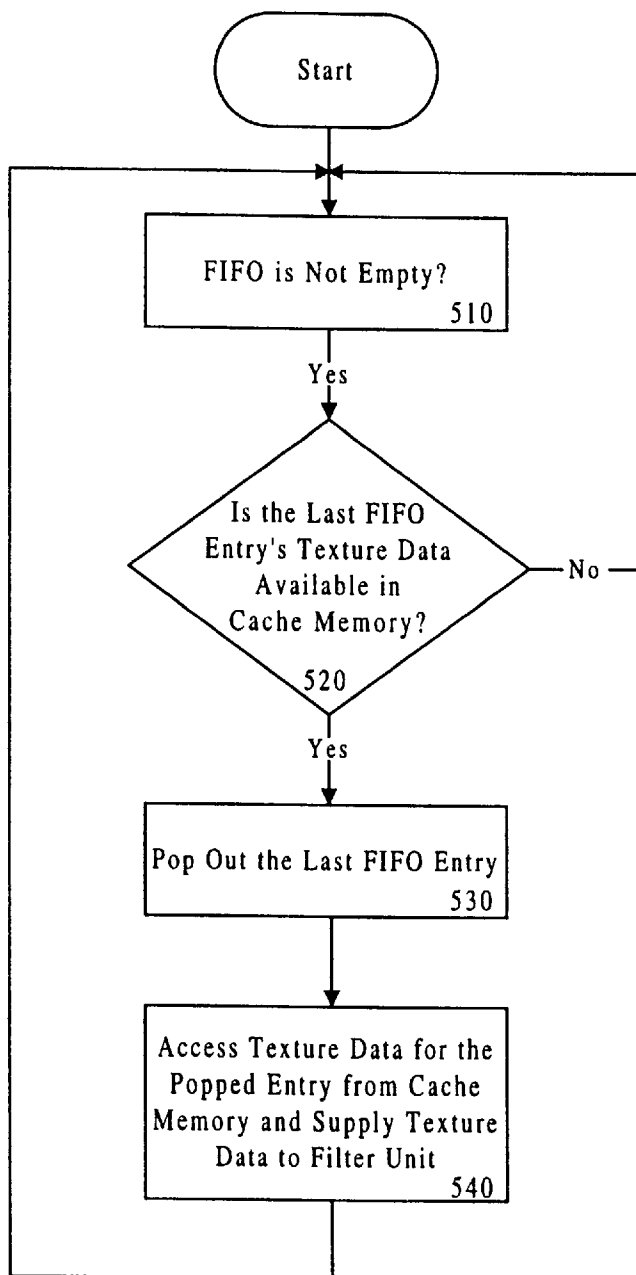 Start
FIFO is Not Empty?
510
Yes
Is the Last FIFO
Entry's Texture Data
Available in
Cache Memory?
520
No
Yes
Pop Out the Last FIFO Entry
530
Access Texture Data for the
Popped Entry from Cache
Memory and Supply Texture
Data to Filter Unit
540